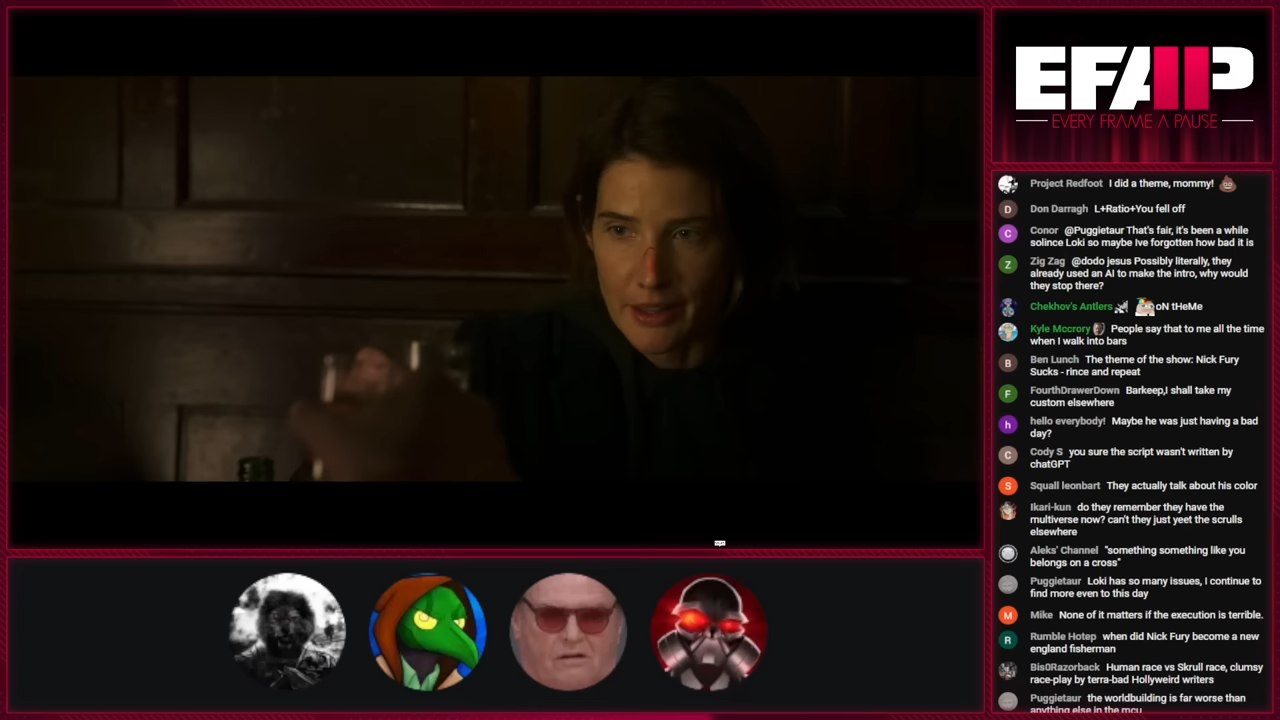 EFAP
EVERY FRAME A PAUSE
Project Redfoot I did a theme, mommy!
D Don Darragh L+Ratio+You fell off
C Conor @Puggietaur That's fair, it's been a while
solince Loki so maybe Ive forgotten how bad it is
Z Zig Zag @dodo jesus Possibly literally, they
already used an AI to make the intro, why would
they stop there?
Chekhov's Antlers oN tHeMe
Kyle Mccrory People say that to me all the time
when I walk into bars
B Ben Lunch The theme of the show: Nick Fury
Sucks - rince and repeat
F FourthDrawerDown Barkeep,I shall take my
custom elsewhere
h hello everybody! Maybe he was just having a bad
day?
C Cody S you sure the script wasn't written by
chatGPT
S Squall leonbart They actually talk about his color
Ikari-kun do they remember they have the
multiverse now? can't they just yeet the scrulls
elsewhere
Aleks' Channel "something something like you
belongs on a cross"
Puggietaur Loki has so many issues, I continue to
find more even to this day
M Mike None of it matters if the execution is terrible.
R Rumble Hotep when did Nick Fury become a new
england fisherman
Bis0Razorback Human race vs Skrull race, clumsy
race-play by terra-bad Hollyweird writers
Puggietaur the worldbuilding is far worse than
anything else in the mcu